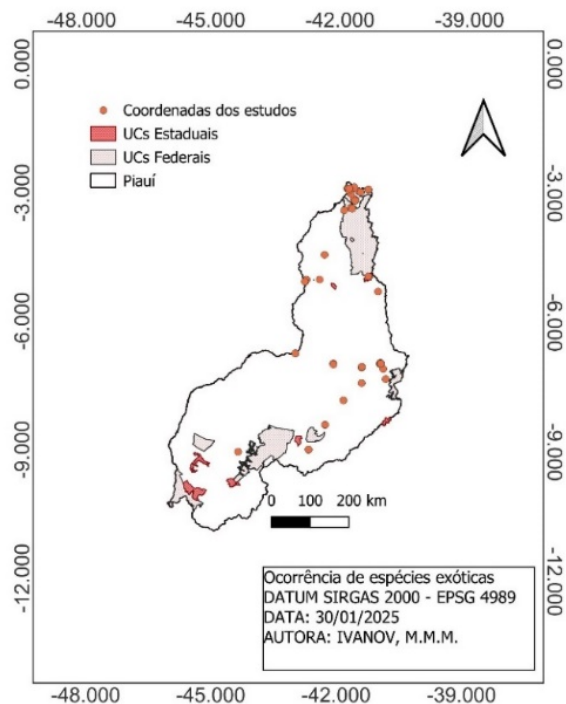 -48.000 -45.000 -42.000 -39.000
0.000 0.000
Coordenadas dos estudos
UCs Estaduais
UCs Federais
Piauí
-3.000 -3.000
-6.000 -6.000
-9.000 -9.000
0 100 200 km
-12.000 -12.000
Ocorrência de espécies exóticas
DATUM SIRGAS 2000 - EPSG 4989
DATA: 30/01/2025
AUTORA: IVANOV, M.M.M.
-48.000 -45.000 -42.000 -39.000